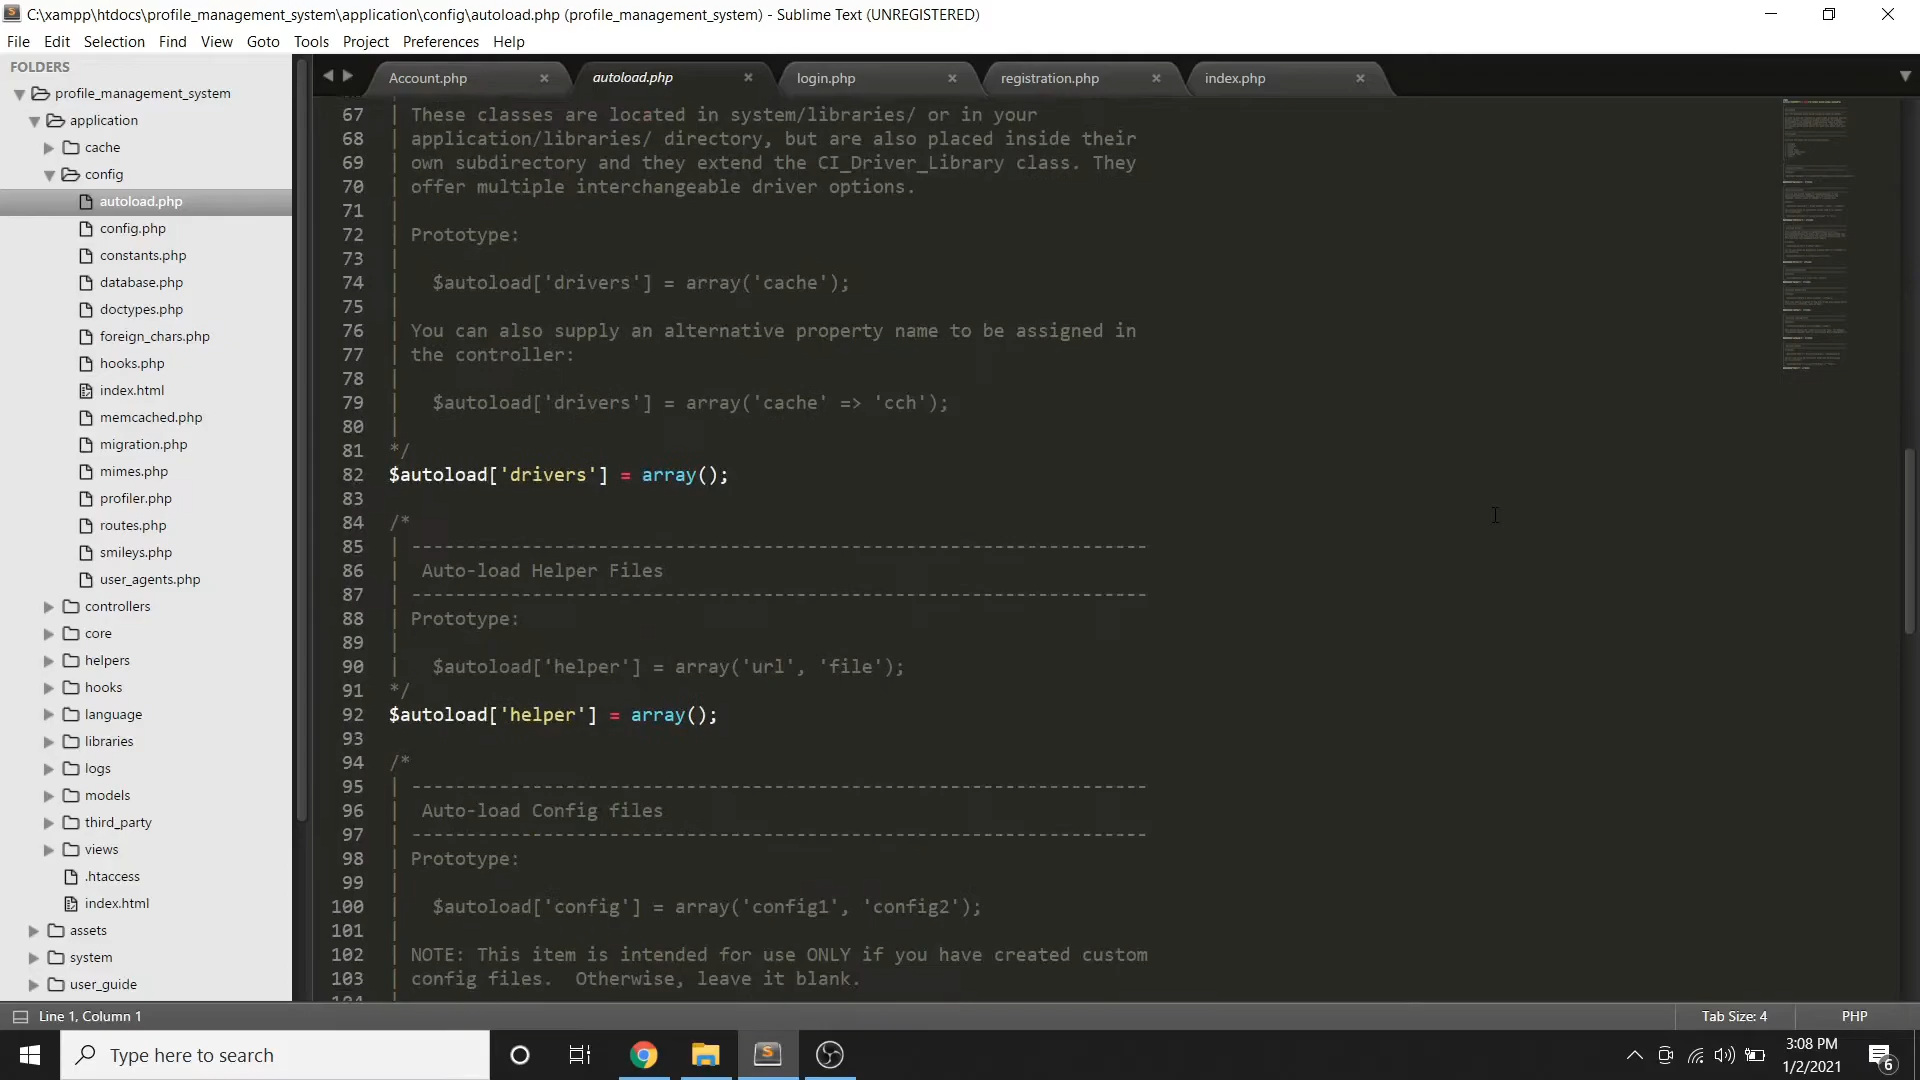 C:\xampp\htdocs\profile_management_system\application\config\autoload.php (profile_management_system) - Sublime Text (UNREGISTERED)
File Edit Selection Find View Goto Tools Project Preferences Help
FOLDERS
profile_management_system
application
cache
config
autoload.php
config.php
constants.php
database.php
doctypes.php
foreign_chars.php
hooks.php
index.html
memcached.php
migration.php
mimes.php
profiler.php
routes.php
smileys.php
user_agents.php
controllers
core
helpers
hooks
language
libraries
logs
models
third_party
views
.htaccess
index.html
assets
system
user_guide
Account.php × autoload.php × login.php × registration.php × index.php ×
67 | These classes are located in system/libraries/ or in your
68 | application/libraries/ directory, but are also placed inside their
69 | own subdirectory and they extend the CI_Driver_Library class. They
70 | offer multiple interchangeable driver options.
71 |
72 | Prototype:
73 |
74 | $autoload['drivers'] = array('cache');
75 |
76 | You can also supply an alternative property name to be assigned in
77 | the controller:
78 |
79 | $autoload['drivers'] = array('cache' => 'cch');
80 |
81 */
82 $autoload['drivers'] = array();
83
84 /*
85 | -------------------------------------------------------------------
86 | Auto-load Helper Files
87 | -------------------------------------------------------------------
88 | Prototype:
89 |
90 | $autoload['helper'] = array('url', 'file');
91 */
92 $autoload['helper'] = array();
93
94 /*
95 | -------------------------------------------------------------------
96 | Auto-load Config files
97 | -------------------------------------------------------------------
98 | Prototype:
99 |
100 | $autoload['config'] = array('config1', 'config2');
101 |
102 | NOTE: This item is intended for use ONLY if you have created custom
103 | config files.  Otherwise, leave it blank.
104 |
Line 1, Column 1
Tab Size: 4
PHP
Type here to search
3:08 PM
1/2/2021
6